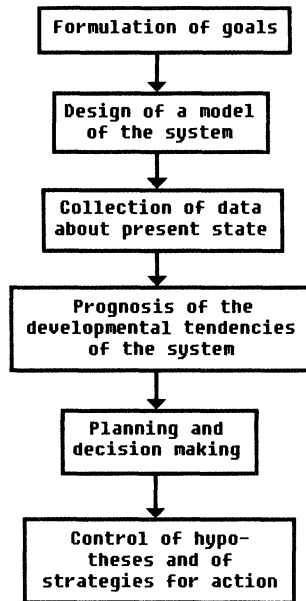 Formulation of goals
Design of a model
of the system
Collection of data
about present state
Prognosis of the
developmental tendencies
of the system
Planning and
decision making
Control of hypo-
theses and of
strategies for action